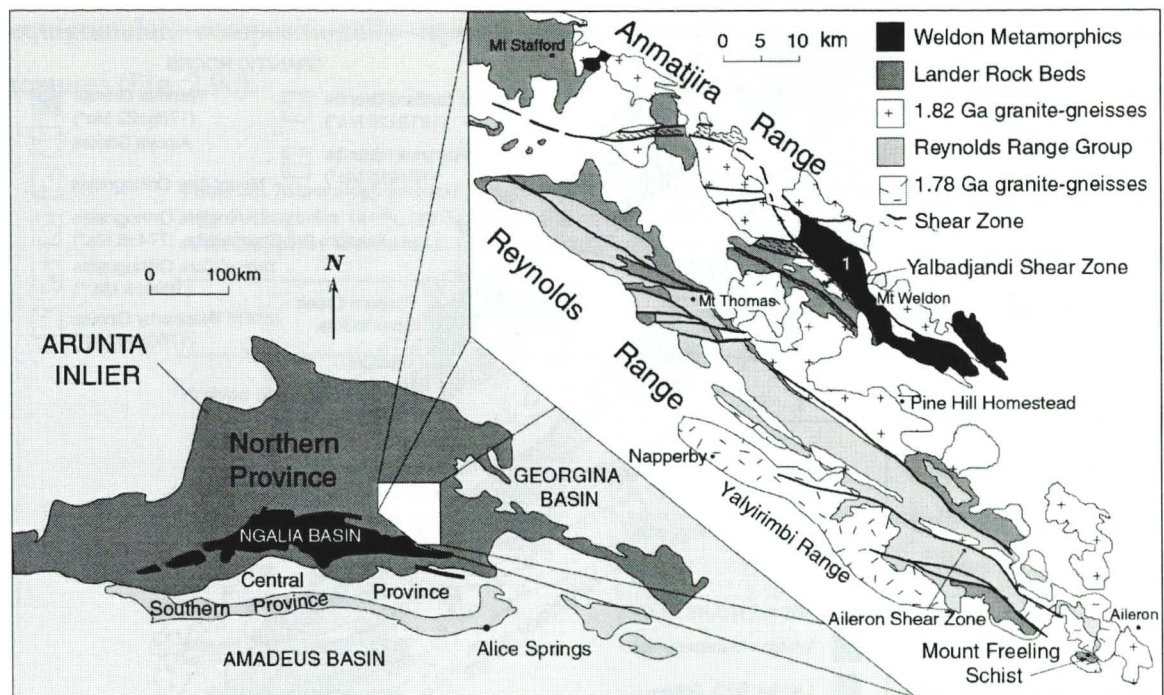 Mt Stafford
Anmatjira
Range
0 5 10 km
Weldon Metamorphics
Lander Rock Beds
1.82 Ga granite-gneisses
Reynolds Range Group
1.78 Ga granite-gneisses
Shear Zone
Reynolds
Range
1
Yalbadjandi Shear Zone
Mt Weldon
Mt Thomas
Pine Hill Homestead
Napperby
Yalyirimbi Range
Aileron Shear Zone
Aileron
Mount Freeling
Schist
0 100km
N
ARUNTA
INLIER
Northern
Province
GEORGINA
BASIN
NGALIA BASIN
Central
Province
Southern Province
Alice Springs
AMADEUS BASIN